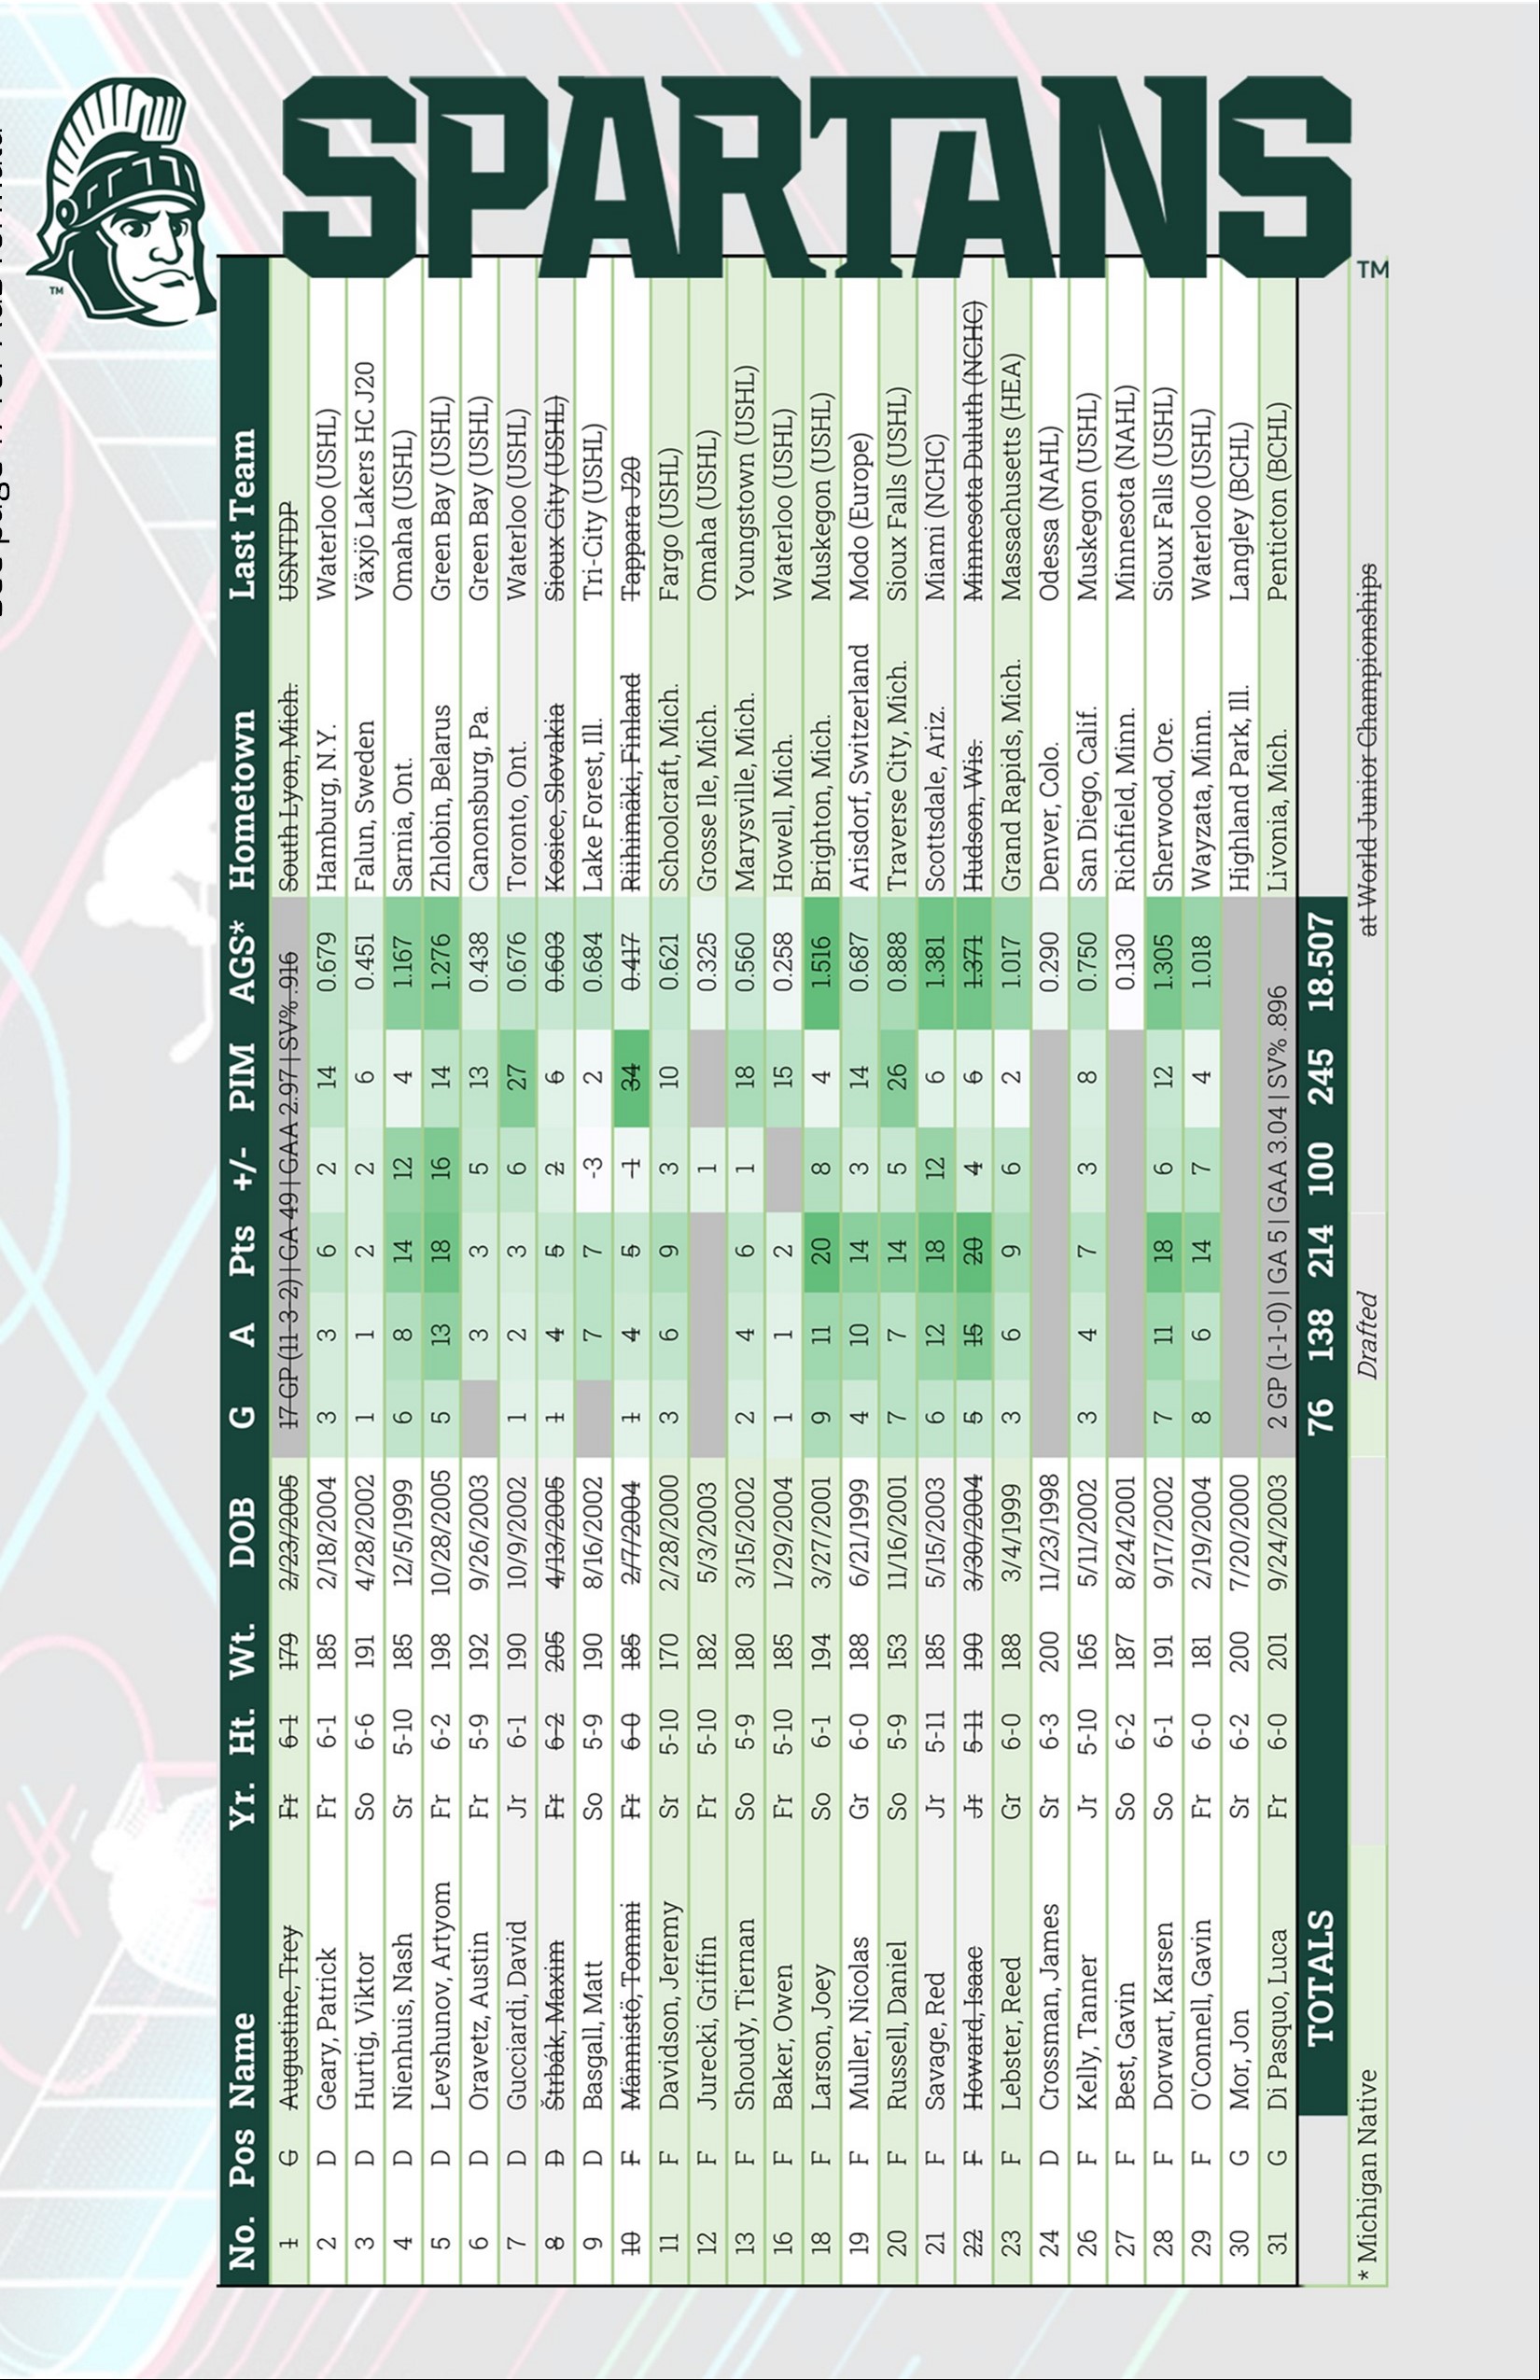 SPARTANS
TM
TM
No. Pos Name Yr. Ht. Wt. DOB G A Pts +/- PIM AGS* Hometown Last Team
1 G Augustine, Trey Fr 6-1 179 2/23/2005 17 GP (11-3-2) | GA 49 | GAA 2.97 | SV% .916 South Lyon, Mich. USNTDP
2 D Geary, Patrick Fr 6-1 185 2/18/2004 3 3 6 2 14 0.679 Hamburg, N.Y. Waterloo (USHL)
3 D Hurtig, Viktor So 6-6 191 4/28/2002 1 1 2 2 6 0.451 Falun, Sweden Växjö Lakers HC J20
4 D Nienhuis, Nash Sr 5-10 185 12/5/1999 6 8 14 12 4 1.167 Sarnia, Ont. Omaha (USHL)
5 D Levshunov, Artyom Fr 6-2 198 10/28/2005 5 13 18 16 14 1.276 Zhlobin, Belarus Green Bay (USHL)
6 D Oravetz, Austin Fr 5-9 192 9/26/2003 3 3 5 13 0.438 Canonsburg, Pa. Green Bay (USHL)
7 D Gucciardi, David Jr 6-1 190 10/9/2002 1 2 3 6 27 0.676 Toronto, Ont. Waterloo (USHL)
8 D Štrbák, Maxim Fr 6-2 205 4/13/2005 1 4 5 2 6 0.603 Kosice, Slovakia Sioux City (USHL)
9 D Basgall, Matt So 5-9 190 8/16/2002 7 7 -3 2 0.684 Lake Forest, Ill. Tri-City (USHL)
10 F Männistö, Tommi Fr 6-0 185 2/7/2004 1 4 5 -1 34 0.417 Riihimäki, Finland Tappara J20
11 F Davidson, Jeremy Sr 5-10 170 2/28/2000 3 6 9 3 10 0.621 Schoolcraft, Mich. Fargo (USHL)
12 F Jurecki, Griffin Fr 5-10 182 5/3/2003 1 0.325 Grosse Ile, Mich. Omaha (USHL)
13 F Shoudy, Tiernan So 5-9 180 3/15/2002 2 4 6 1 18 0.560 Marysville, Mich. Youngstown (USHL)
16 F Baker, Owen Fr 5-10 185 1/29/2004 1 1 2 15 0.258 Howell, Mich. Waterloo (USHL)
18 F Larson, Joey So 6-1 194 3/27/2001 9 11 20 8 4 1.516 Brighton, Mich. Muskegon (USHL)
19 F Muller, Nicolas Gr 6-0 188 6/21/1999 4 10 14 3 14 0.687 Arisdorf, Switzerland Modo (Europe)
20 F Russell, Daniel So 5-9 153 11/16/2001 7 7 14 5 26 0.888 Traverse City, Mich. Sioux Falls (USHL)
21 F Savage, Red Jr 5-11 185 5/15/2003 6 12 18 12 6 1.381 Scottsdale, Ariz. Miami (NCHC)
22 F Howard, Isaac Jr 5-11 190 3/30/2004 5 15 20 4 6 1.371 Hudson, Wis. Minnesota Duluth (NCHC)
23 F Lebster, Reed Gr 6-0 188 3/4/1999 3 6 9 6 2 1.017 Grand Rapids, Mich. Massachusetts (HEA)
24 D Crossman, James Sr 6-3 200 11/23/1998 0.290 Denver, Colo. Odessa (NAHL)
26 F Kelly, Tanner Jr 5-10 165 5/11/2002 3 4 7 3 8 0.750 San Diego, Calif. Muskegon (USHL)
27 F Best, Gavin So 6-2 187 8/24/2001 0.130 Richfield, Minn. Minnesota (NAHL)
28 F Dorwart, Karsen So 6-1 191 9/17/2002 7 11 18 6 12 1.305 Sherwood, Ore. Sioux Falls (USHL)
29 F O'Connell, Gavin Fr 6-0 181 2/19/2004 8 6 14 7 4 1.018 Wayzata, Minn. Waterloo (USHL)
30 G Mor, Jon Sr 6-2 200 7/20/2000 Highland Park, Ill. Langley (BCHL)
31 G Di Pasquo, Luca Fr 6-0 201 9/24/2003 2 GP (1-1-0) | GA 5 | GAA 3.04 | SV% .896 Livonia, Mich. Penticton (BCHL)
TOTALS 76 138 214 100 245 18.507
* Michigan Native Drafted at World Junior Championships